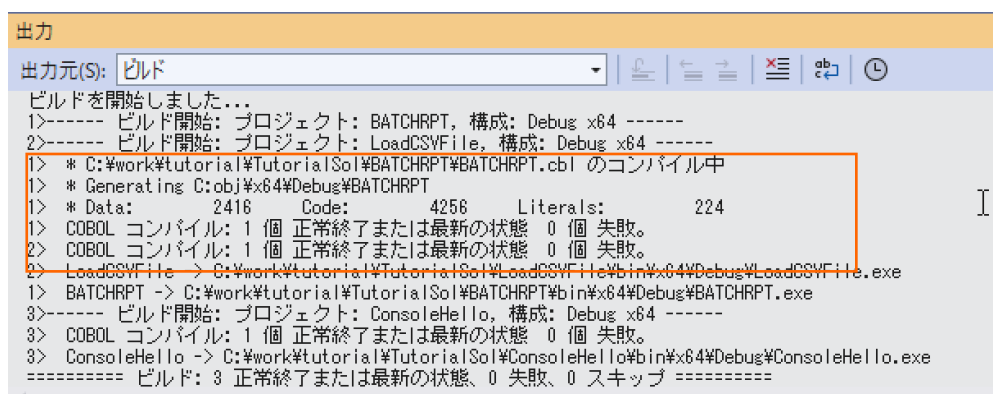 出力
出力元(S): ビルド
ビルドを開始しました...
1>------ ビルド開始: プロジェクト: BATCHRPT, 構成: Debug x64 ------
2>------ ビルド開始: プロジェクト: LoadCSVFile, 構成: Debug x64 ------
1>  * C:¥work¥tutorial¥TutorialSol¥BATCHRPT¥BATCHRPT.cbl のコンパイル中
1>  * Generating C:obj¥x64¥Debug¥BATCHRPT
1>  * Data:        2416     Code:        4256     Literals:         224
1>  COBOL コンパイル: 1 個 正常終了または最新の状態  0 個 失敗。
2>  COBOL コンパイル: 1 個 正常終了または最新の状態  0 個 失敗。
2>  LoadCSVFile -> C:¥work¥tutorial¥TutorialSol¥LoadCSVFile¥bin¥x64¥Debug¥LoadCSVFile.exe
1>  BATCHRPT -> C:¥work¥tutorial¥TutorialSol¥BATCHRPT¥bin¥x64¥Debug¥BATCHRPT.exe
3>------ ビルド開始: プロジェクト: ConsoleHello, 構成: Debug x64 ------
3>  COBOL コンパイル: 1 個 正常終了または最新の状態  0 個 失敗。
3>  ConsoleHello -> C:¥work¥tutorial¥TutorialSol¥ConsoleHello¥bin¥x64¥Debug¥ConsoleHello.exe
========== ビルド: 3 正常終了または最新の状態、0 失敗、0 スキップ ==========